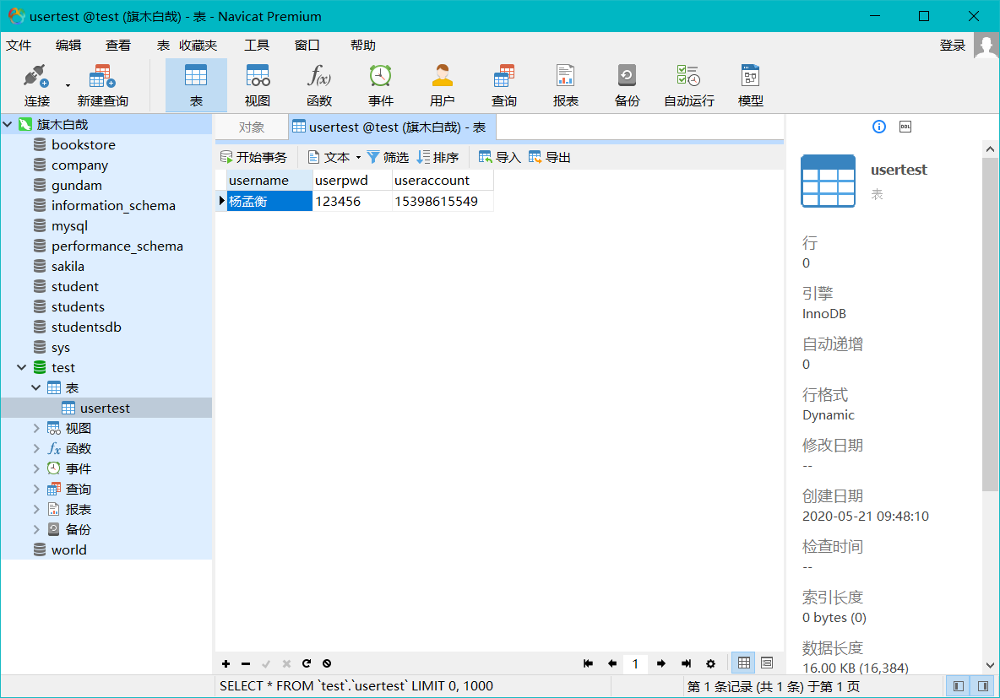 usertest @test (旗木白哉) - 表 - Navicat Premium
文件 编辑 查看 表 收藏夹 工具 窗口 帮助 登录
连接 新建查询 表 视图 函数 事件 用户 查询 报表 备份 自动运行 模型
f(x)
旗木白哉
bookstore
company
gundam
information_schema
mysql
performance_schema
sakila
student
students
studentsdb
sys
test
表
usertest
视图
fx 函数
事件
查询
报表
备份
world
对象 usertest @test (旗木白哉) - 表
开始事务 文本 筛选 排序 导入 导出
username userpwd useraccount
杨孟衡 123456 15398615549
1
DDL
usertest
表
行
0
引擎
InnoDB
自动递增
0
行格式
Dynamic
修改日期
--
创建日期
2020-05-21 09:48:10
检查时间
--
索引长度
0 bytes (0)
数据长度
16.00 KB (16,384)
SELECT * FROM `test`.`usertest` LIMIT 0, 1000 第 1 条记录 (共 1 条) 于第 1 页